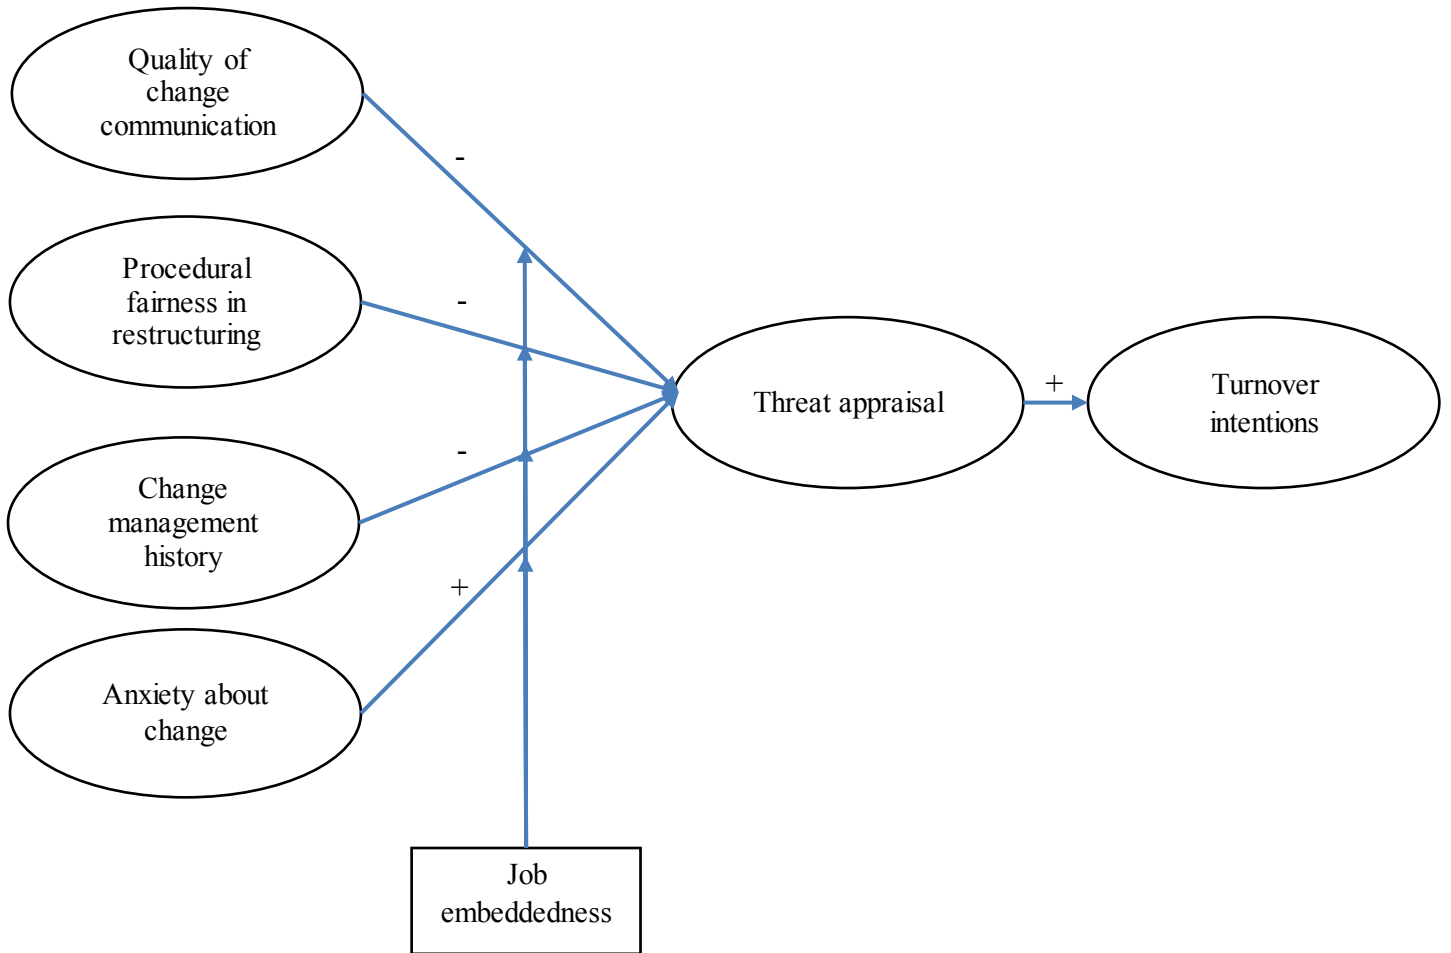 Quality of
change
communication
-
Procedural
fairness in
restructuring
-
Change
management
history
-
Anxiety about
change
+
Threat appraisal
+
Turnover
intentions
Job
embeddedness